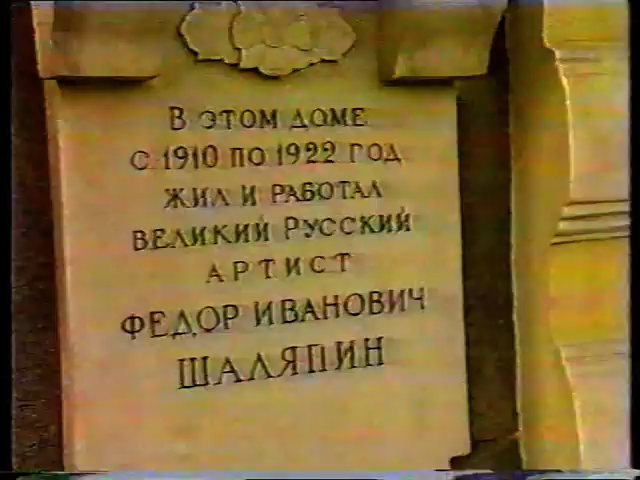 В ЭТОМ ДОМЕ
С 1910 ПО 1922 ГОД
ЖИЛ И РАБОТАЛ
ВЕЛИКИЙ РУССКИЙ
АРТИСТ
ФЕДОР ИВАНОВИЧ
ШАЛЯПИН